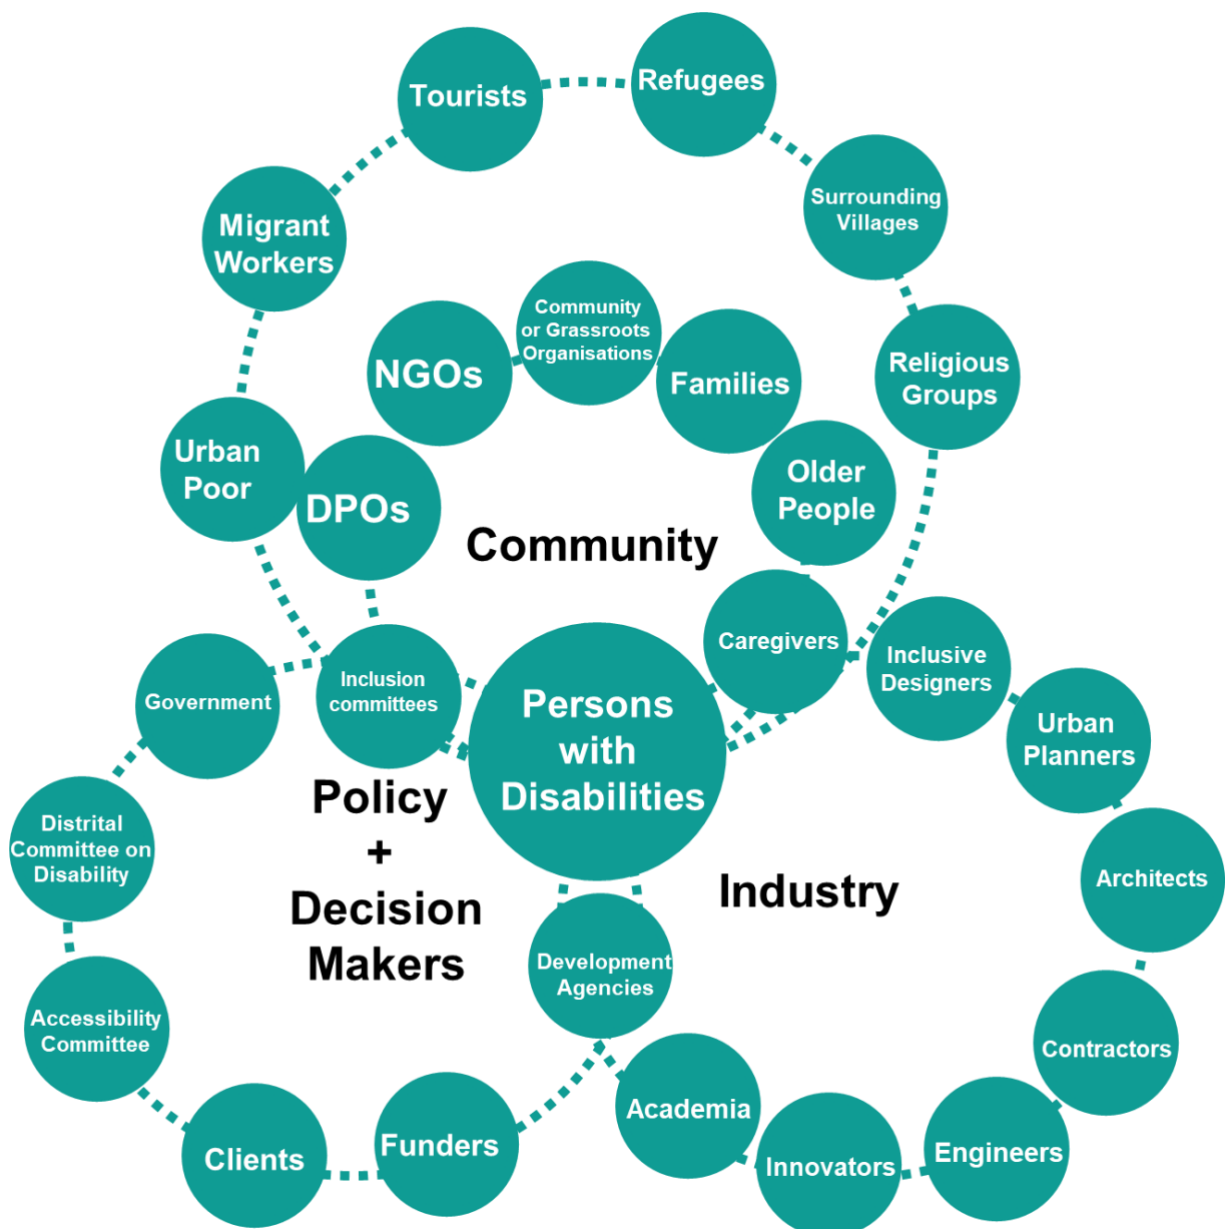 Tourists
Refugees
Surrounding
Villages
Migrant
Workers
Community
or Grassroots
Organisations
NGOs
Families
Religious
Groups
Urban
Poor
DPOs
Older
People
Community
Caregivers
Inclusive
Designers
Government
Inclusion
committees
Persons
with
Disabilities
Urban
Planners
Policy
+
Decision
Makers
Distrital
Committee on
Disability
Industry
Architects
Development
Agencies
Accessibility
Committee
Contractors
Academia
Clients
Funders
Innovators
Engineers